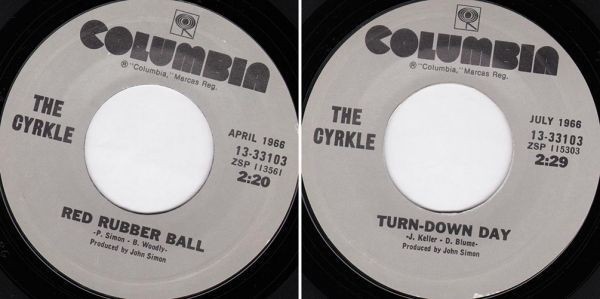 COLUMBIA
® "Columbia," Marcas Reg.
THE
CYRKLE
APRIL 1966
13-33103
ZSP 113561
2:20
RED RUBBER BALL
-P. Simon - B. Woodly-
Produced by John Simon
COLUMBIA
® "Columbia," Marcas Reg.
THE
CYRKLE
JULY 1966
13-33103
ZSP 115303
2:29
TURN-DOWN DAY
-J. Keller - D. Blume-
Produced by John Simon